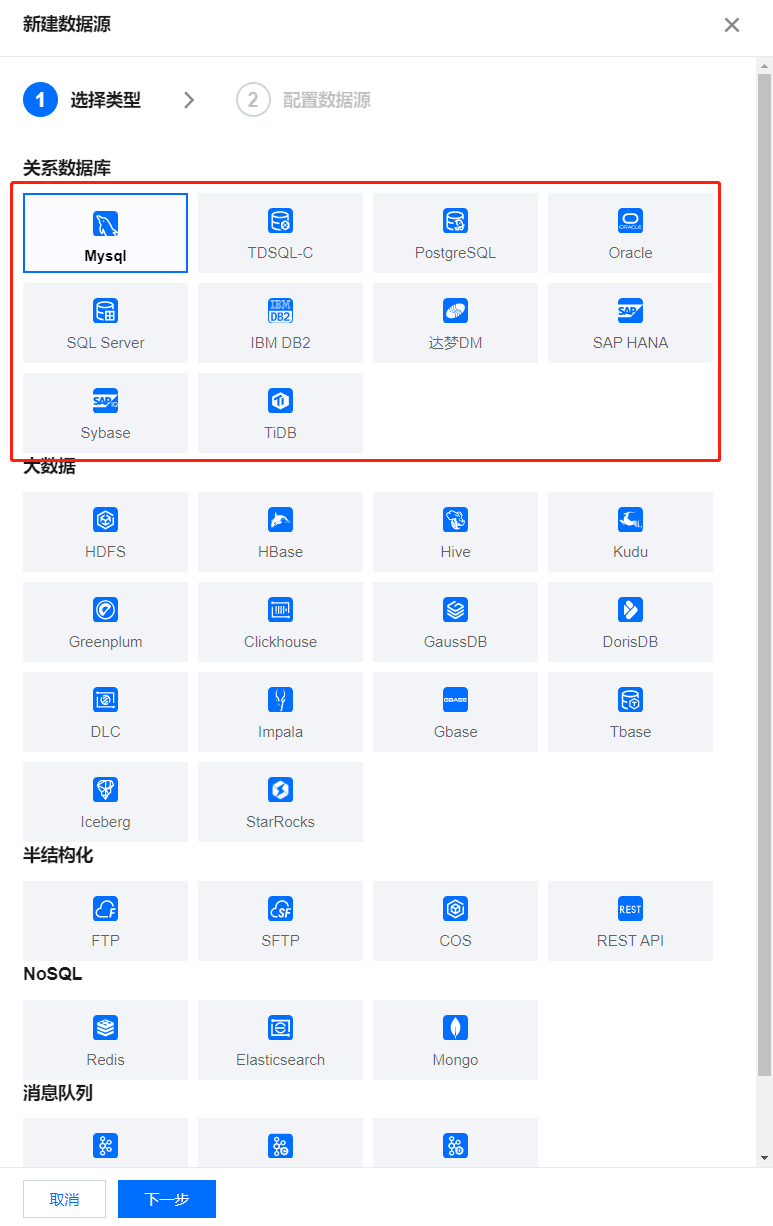 新建数据源
1 选择类型 2 配置数据源
关系数据库
Mysql TDSQL-C PostgreSQL Oracle
SQL Server IBM DB2 达梦DM SAP HANA
Sybase TiDB
大数据
HDFS HBase Hive Kudu
Greenplum Clickhouse GaussDB DorisDB
DLC Impala Gbase Tbase
Iceberg StarRocks
半结构化
FTP SFTP COS REST API
NoSQL
Redis Elasticsearch Mongo
消息队列
取消 下一步